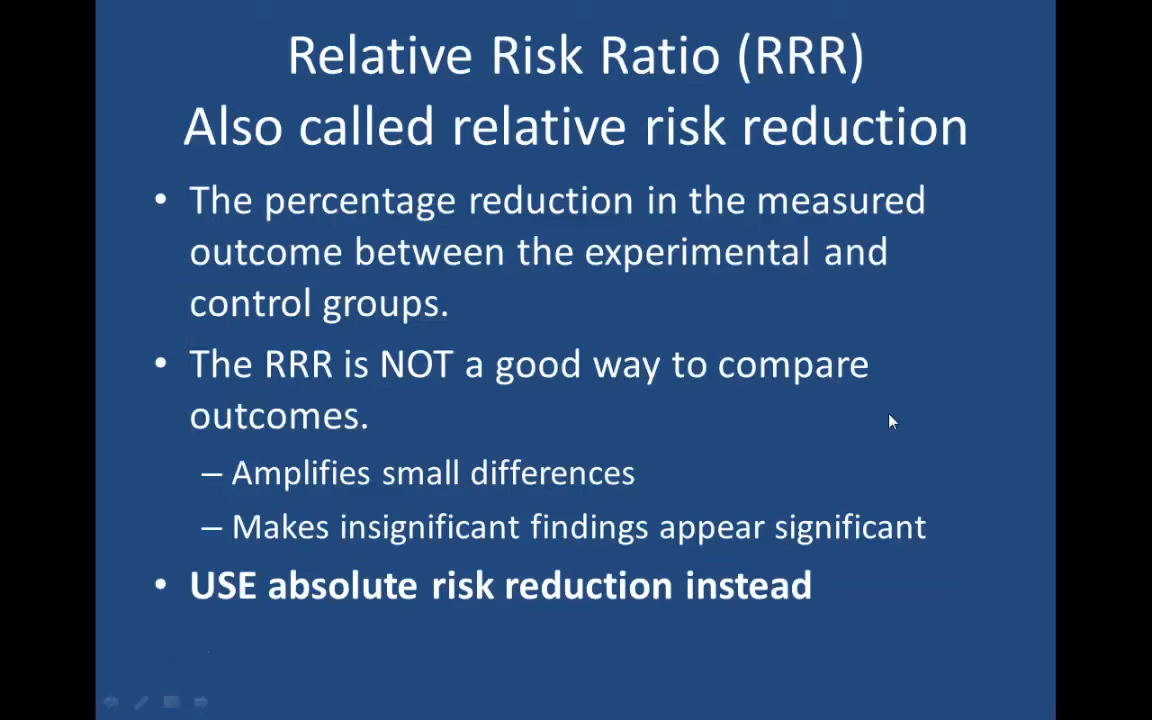 Relative Risk Ratio (RRR)
Also called relative risk reduction
• The percentage reduction in the measured
outcome between the experimental and
control groups.
• The RRR is NOT a good way to compare
outcomes.
– Amplifies small differences
– Makes insignificant findings appear significant
• USE absolute risk reduction instead